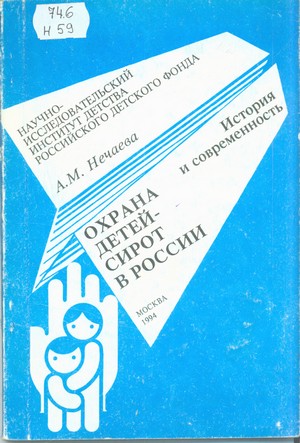 74.6
Н 59
НАУЧНО-
ИССЛЕДОВАТЕЛЬСКИЙ
ИНСТИТУТ ДЕТСТВА
РОССИЙСКОГО ДЕТСКОГО ФОНДА
А.М. Нечаева
ОХРАНА
ДЕТЕЙ-
СИРОТ
В РОССИИ
История
и современность
МОСКВА
1994